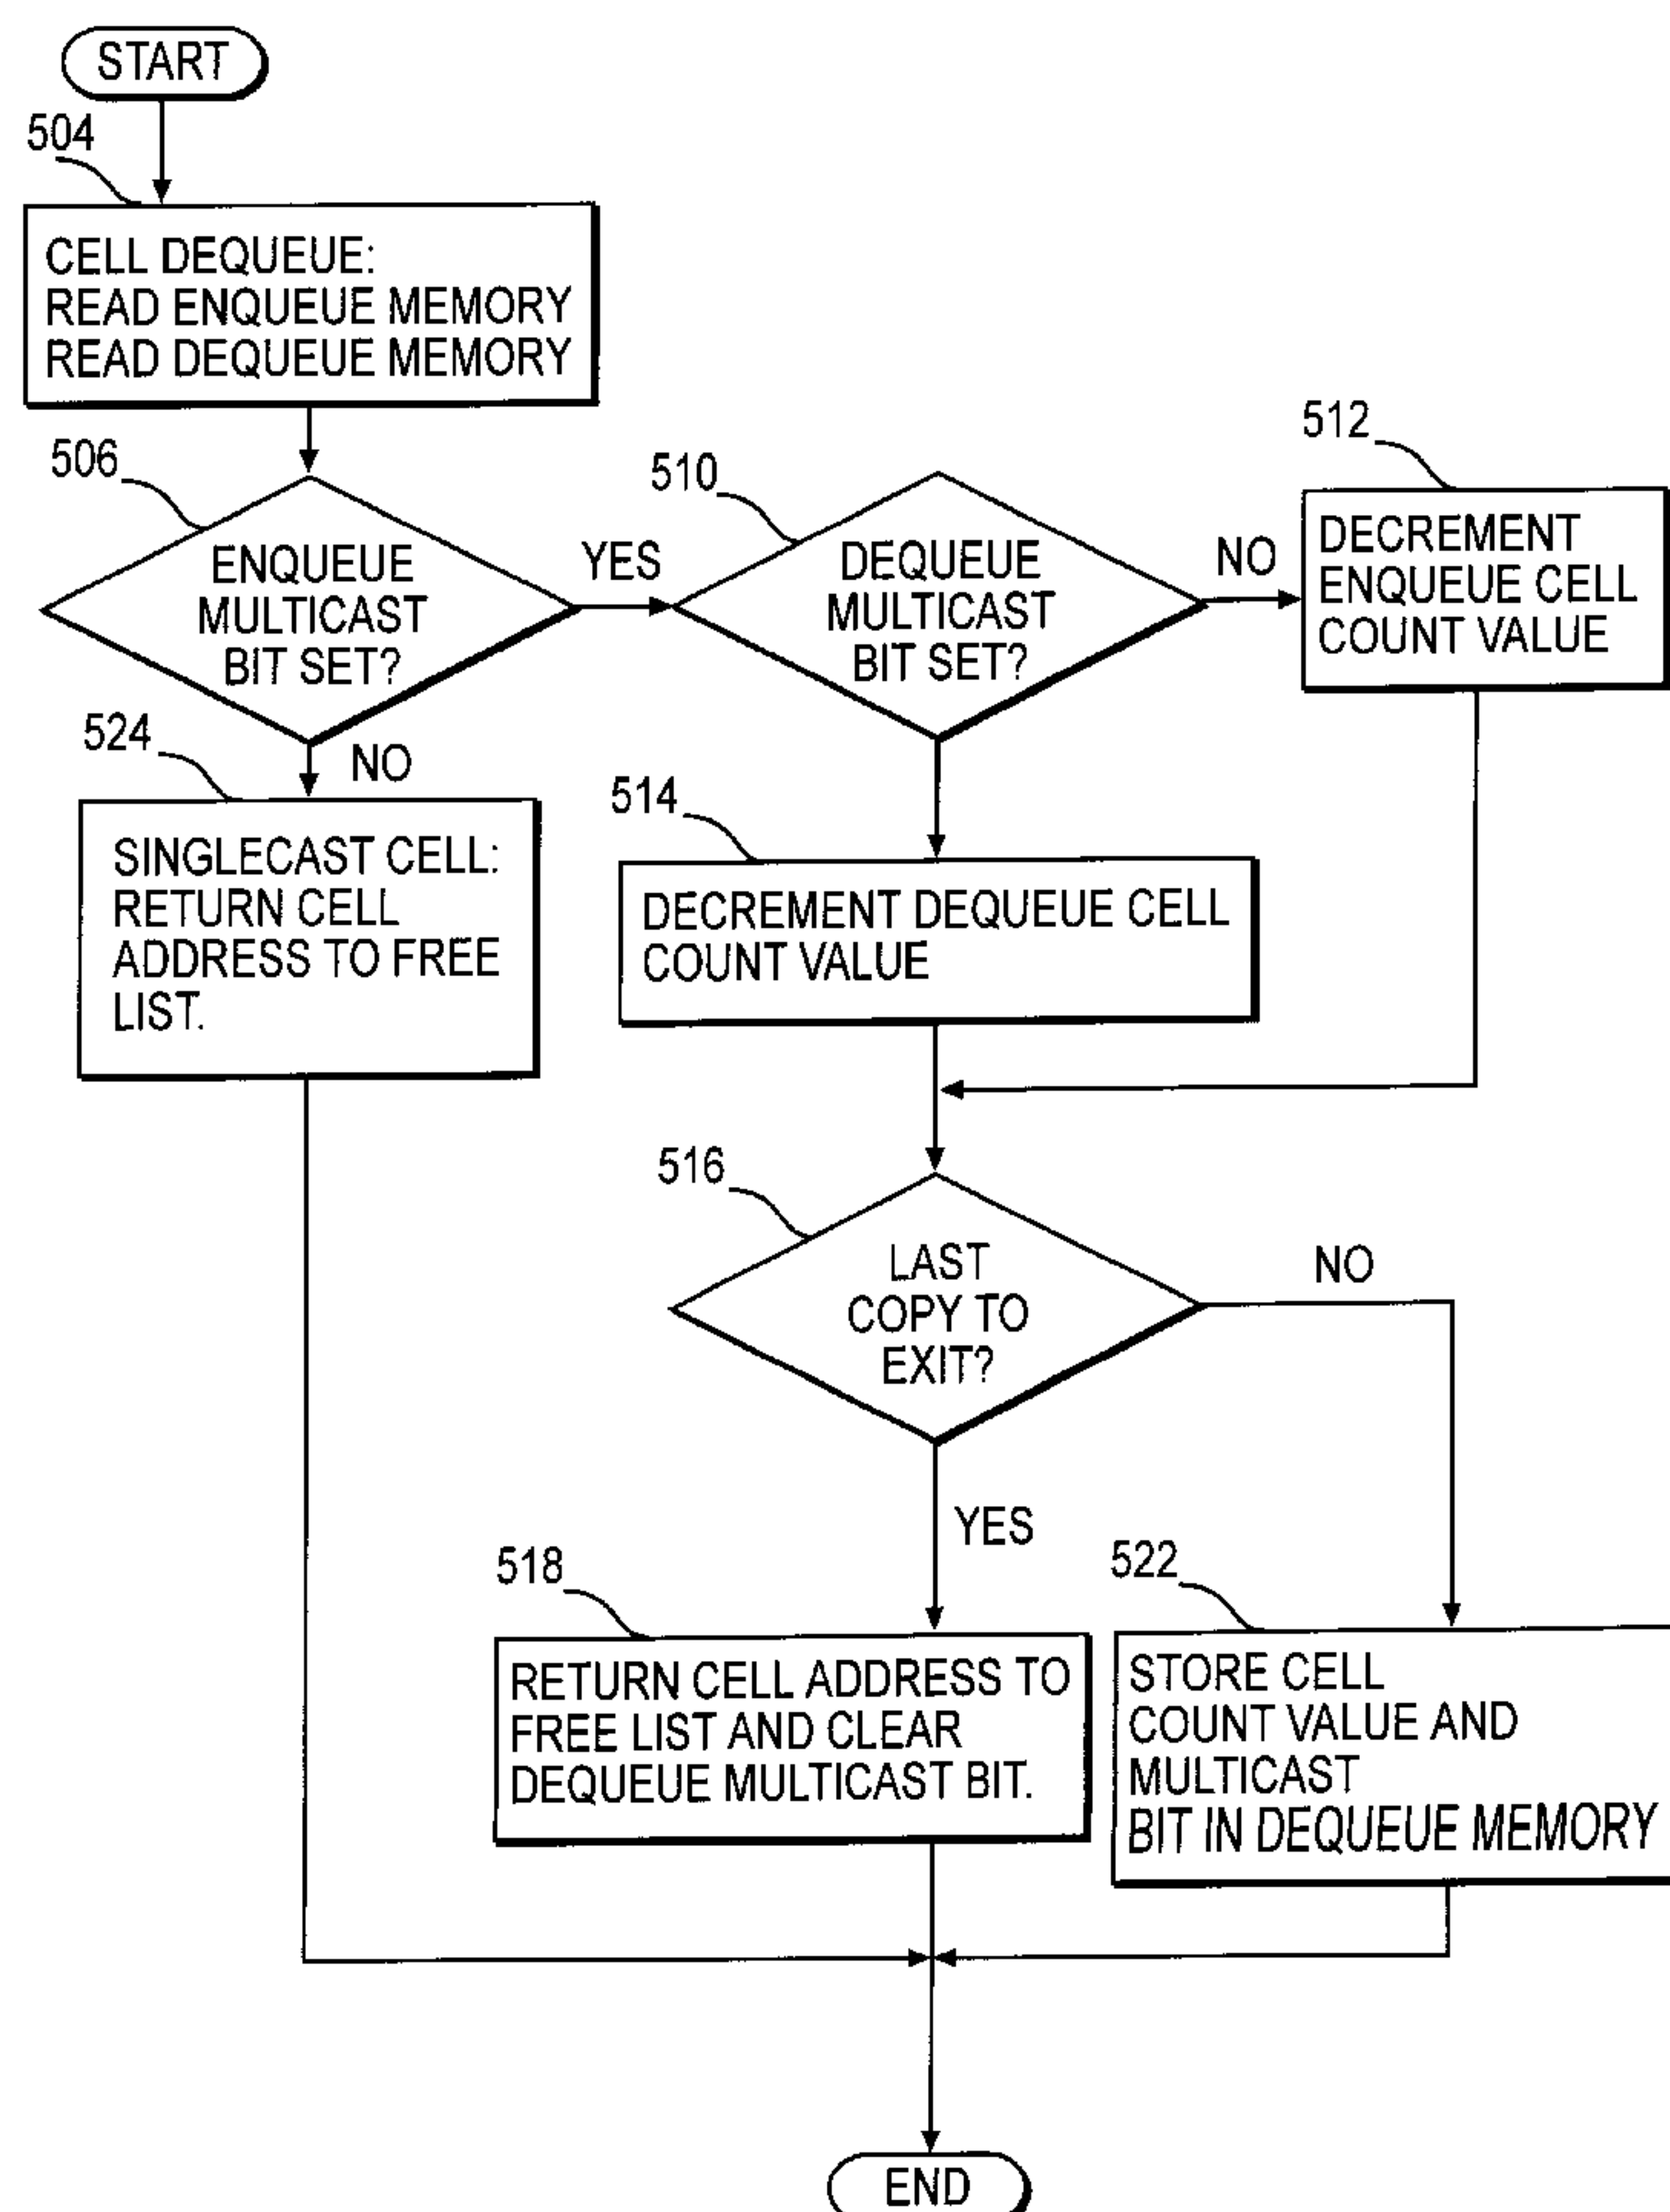 START
504
CELL DEQUEUE:
READ ENQUEUE MEMORY
READ DEQUEUE MEMORY
506
ENQUEUE
MULTICAST
BIT SET?
YES
510
DEQUEUE
MULTICAST
BIT SET?
NO
512
DECREMENT
ENQUEUE CELL
COUNT VALUE
524
NO
SINGLECAST CELL:
RETURN CELL
ADDRESS TO FREE
LIST.
514
DECREMENT DEQUEUE CELL
COUNT VALUE
516
LAST
COPY TO
EXIT?
NO
YES
518
RETURN CELL ADDRESS TO
FREE LIST AND CLEAR
DEQUEUE MULTICAST BIT.
522
STORE CELL
COUNT VALUE AND
MULTICAST
BIT IN DEQUEUE MEMORY
END